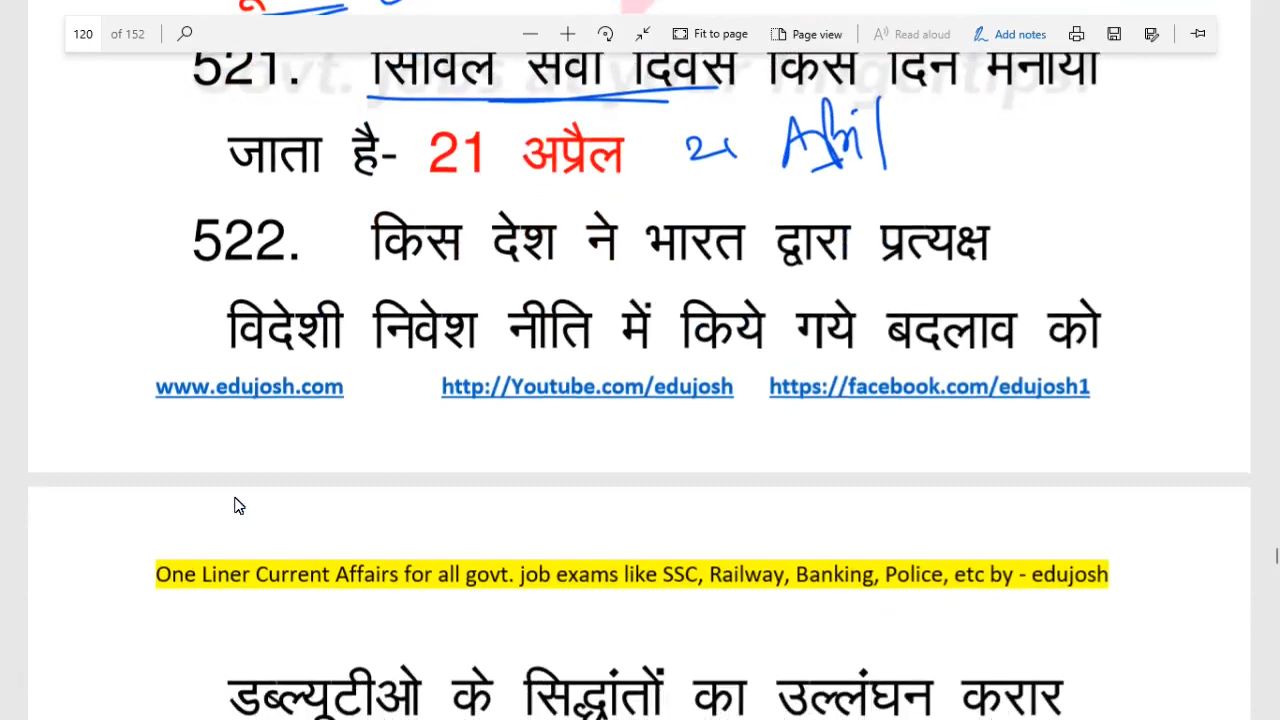 120 of 152 Fit to page Page view Read aloud Add notes
521. सिविल सेवा दिवस किस दिन मनाया
जाता है- 21 अप्रैल 21 April
522. किस देश ने भारत द्वारा प्रत्यक्ष
विदेशी निवेश नीति में किये गये बदलाव को
www.edujosh.com http://Youtube.com/edujosh https://facebook.com/edujosh1
One Liner Current Affairs for all govt. job exams like SSC, Railway, Banking, Police, etc by - edujosh
डब्ल्यूटीओ के सिद्धांतों का उल्लंघन करार